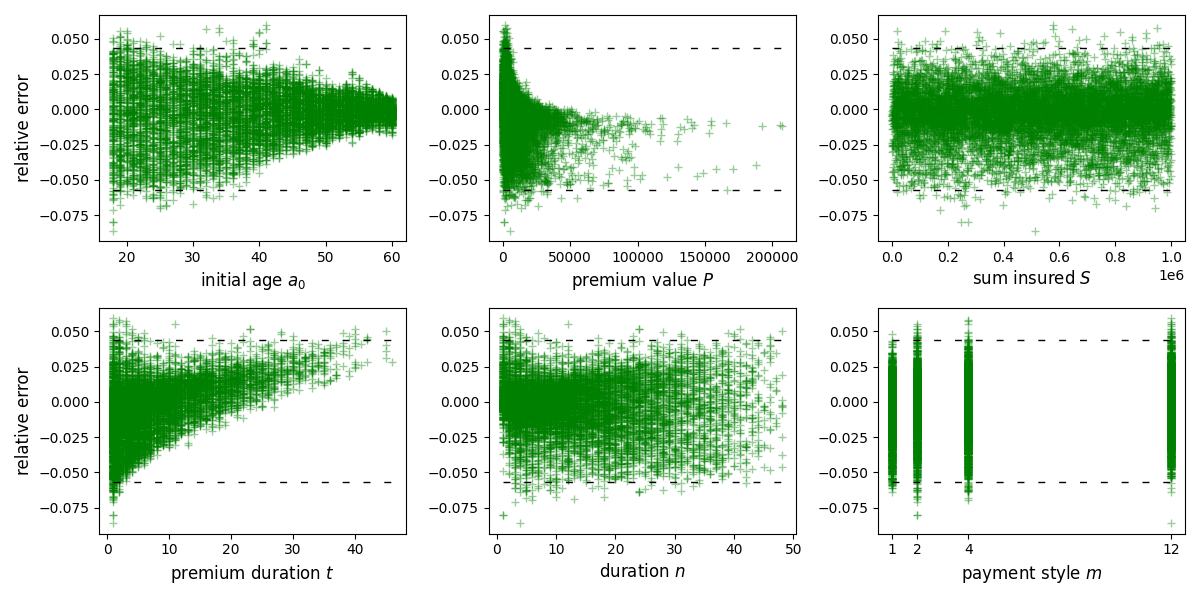 relative error
0.050
0.025
0.000
−0.025
−0.050
−0.075
20 30 40 50 60
initial age a₀
0.050
0.025
0.000
−0.025
−0.050
−0.075
0 50000 100000 150000 200000
premium value P
0.050
0.025
0.000
−0.025
−0.050
−0.075
0.0 0.2 0.4 0.6 0.8 1.0
1e6
sum insured S
relative error
0.050
0.025
0.000
−0.025
−0.050
−0.075
0 10 20 30 40
premium duration t
0.050
0.025
0.000
−0.025
−0.050
−0.075
0 10 20 30 40 50
duration n
0.050
0.025
0.000
−0.025
−0.050
−0.075
1 2 4 12
payment style m